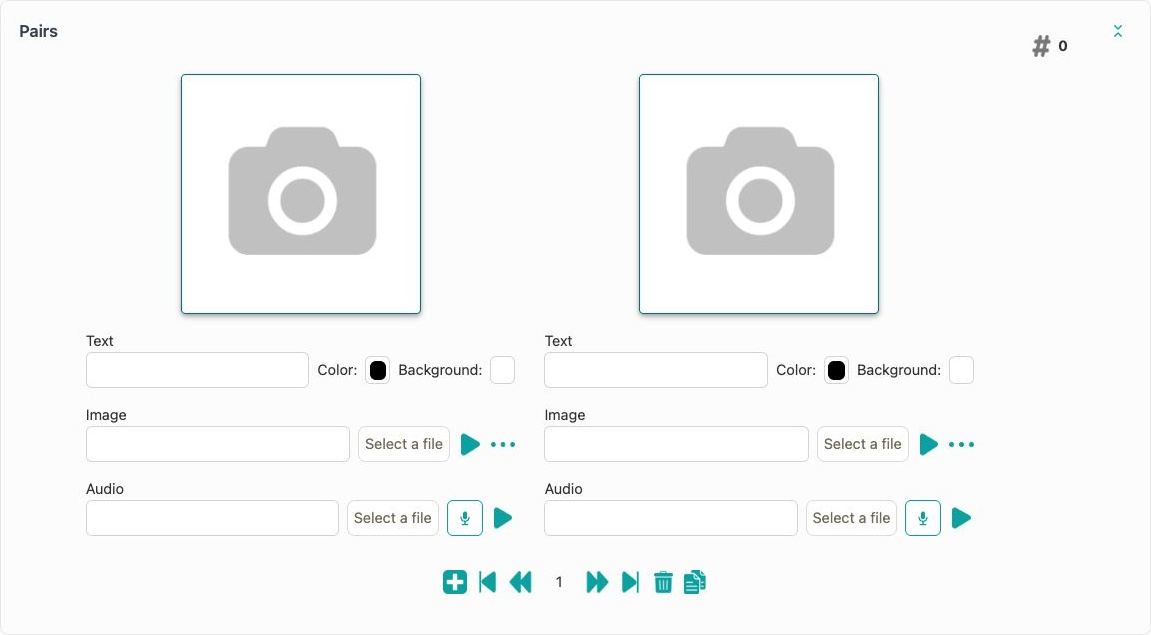 Pairs
# 0
Text Text
Color: Background: Color: Background:
Image Image
Select a file Select a file
Audio Audio
Select a file Select a file
1